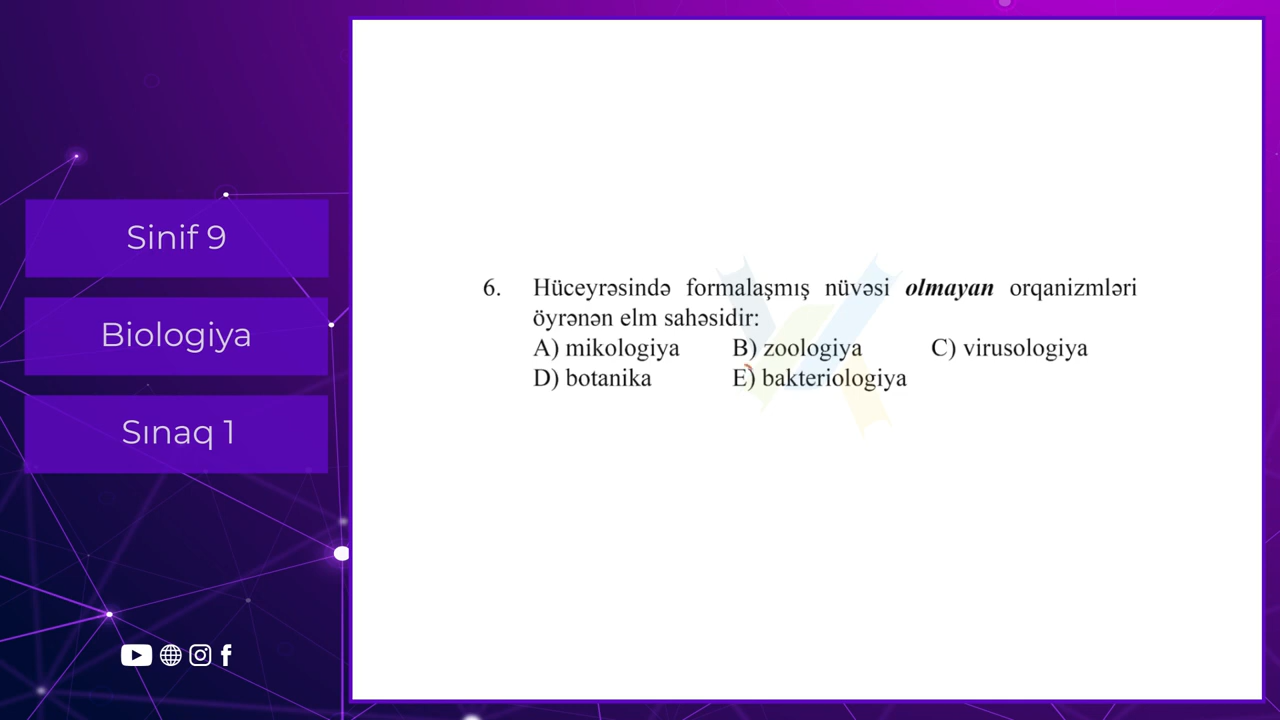 Sinif 9
Biologiya
Sınaq 1
6. Hüceyrəsində formalaşmış nüvəsi olmayan orqanizmləri
öyrənən elm sahəsidir:
A) mikologiya B) zoologiya C) virusologiya
D) botanika E) bakteriologiya